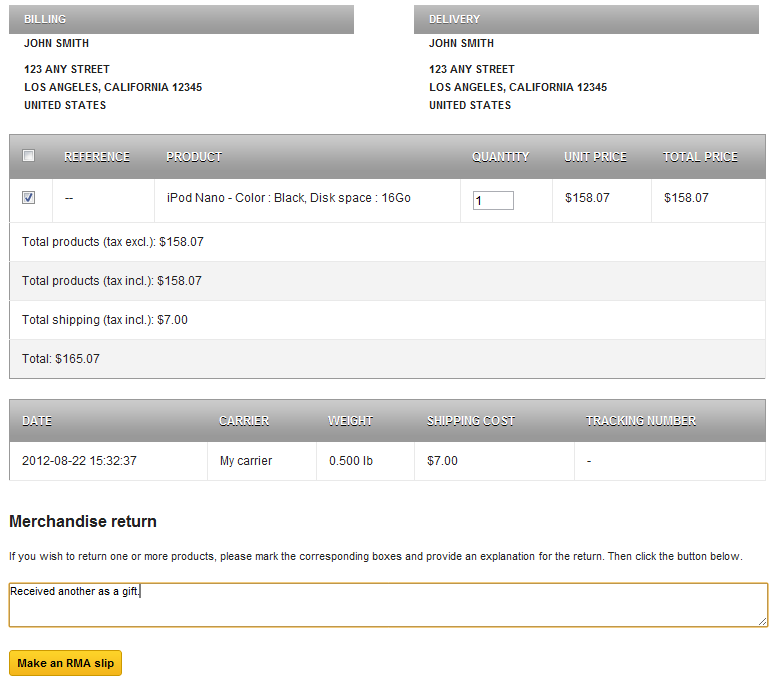 BILLING DELIVERY
JOHN SMITH JOHN SMITH
123 ANY STREET 123 ANY STREET
LOS ANGELES, CALIFORNIA 12345 LOS ANGELES, CALIFORNIA 12345
UNITED STATES UNITED STATES
REFERENCE PRODUCT QUANTITY UNIT PRICE TOTAL PRICE
-- iPod Nano - Color : Black, Disk space : 16Go 1 $158.07 $158.07
Total products (tax excl.): $158.07
Total products (tax incl.): $158.07
Total shipping (tax incl.): $7.00
Total: $165.07
DATE CARRIER WEIGHT SHIPPING COST TRACKING NUMBER
2012-08-22 15:32:37 My carrier 0.500 lb $7.00 -
Merchandise return
If you wish to return one or more products, please mark the corresponding boxes and provide an explanation for the return. Then click the button below.
Received another as a gift.
Make an RMA slip